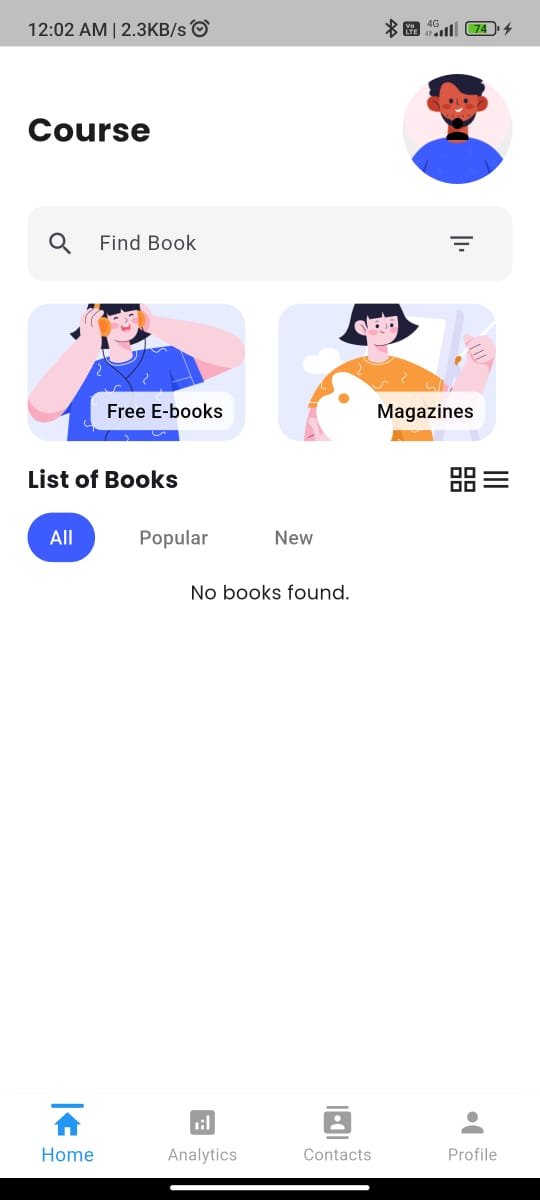 12:02 AM | 2.3KB/s
Vo LTE 4G 74
Course
Find Book
Free E-books
Magazines
List of Books
All Popular New
No books found.
Home Analytics Contacts Profile